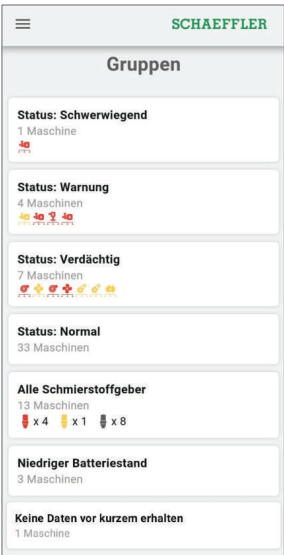 SCHAEFFLER
Gruppen
Status: Schwerwiegend
1 Maschine
Status: Warnung
4 Maschinen
Status: Verdächtig
7 Maschinen
Status: Normal
33 Maschinen
Alle Schmierstoffgeber
13 Maschinen
x 4 x 1 x 8
Niedriger Batteriestand
3 Maschinen
Keine Daten vor kurzem erhalten
1 Maschine